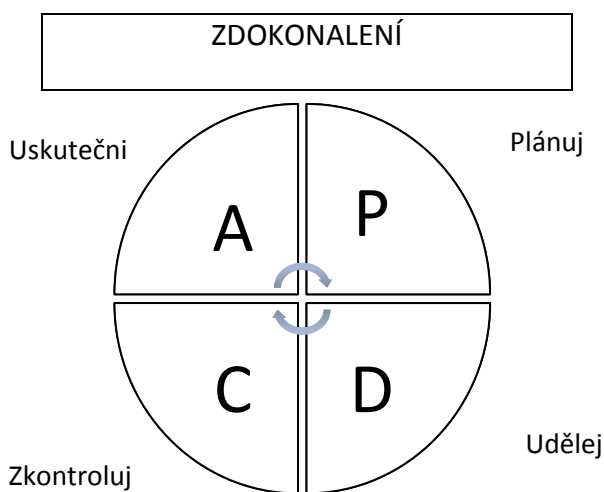 ZDOKONALENÍ
Uskutečni
Plánuj
A
P
C
D
Udělej
Zkontroluj